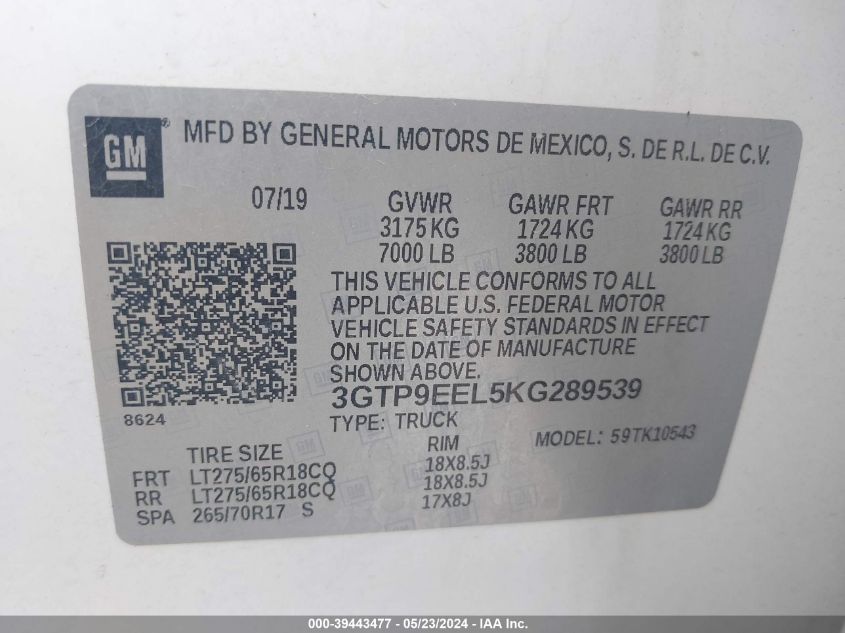 GM ® MFD BY GENERAL MOTORS DE MEXICO, S. DE R.L. DE C.V.
07/19 GVWR GAWR FRT GAWR RR
3175 KG 1724 KG 1724 KG
7000 LB 3800 LB 3800 LB
THIS VEHICLE CONFORMS TO ALL
APPLICABLE U.S. FEDERAL MOTOR
VEHICLE SAFETY STANDARDS IN EFFECT
ON THE DATE OF MANUFACTURE
SHOWN ABOVE.
3GTP9EEL5KG289539
8624 TYPE: TRUCK
TIRE SIZE RIM MODEL: 59TK10543
FRT LT275/65R18CQ 18X8.5J
RR LT275/65R18CQ 18X8.5J
SPA 265/70R17 S 17X8J
000-39443477 - 05/23/2024 - IAA Inc.